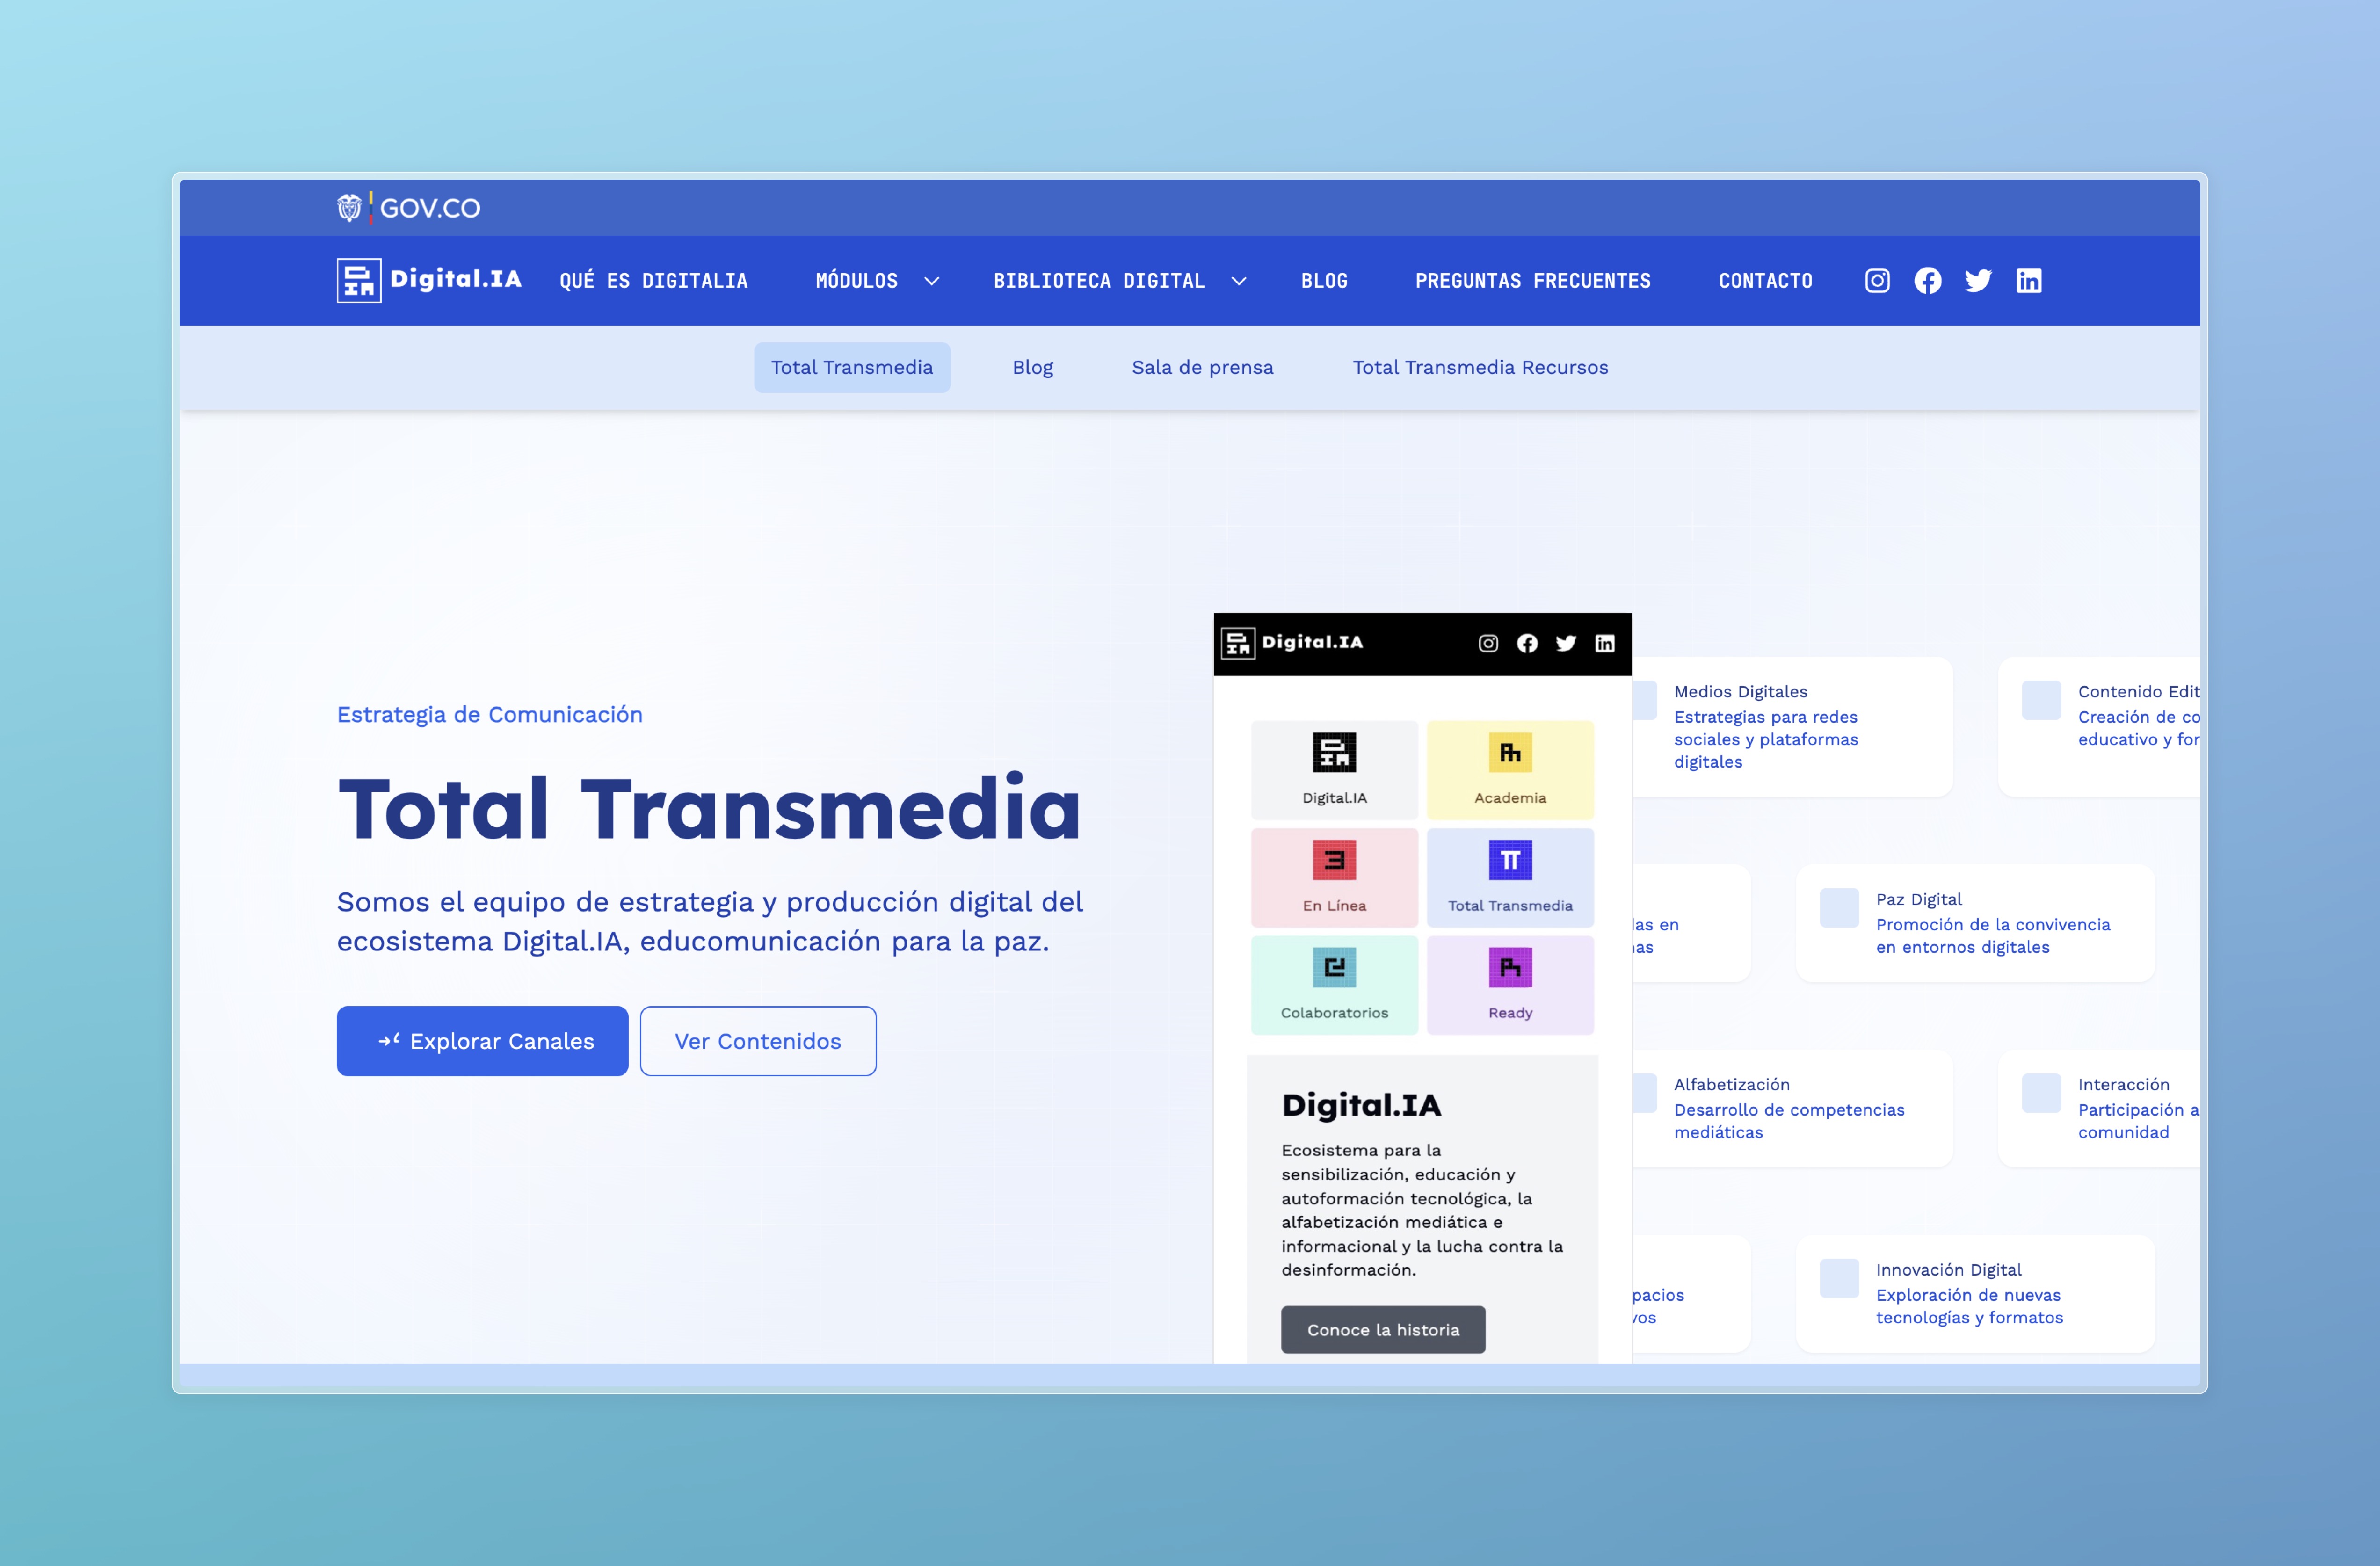 GOV.CO
Digital.IA
QUÉ ES DIGITALIA
MÓDULOS
BIBLIOTECA DIGITAL
BLOG
PREGUNTAS FRECUENTES
CONTACTO
Total Transmedia
Blog
Sala de prensa
Total Transmedia Recursos
Estrategia de Comunicación
Total Transmedia
Somos el equipo de estrategia y producción digital del
ecosistema Digital.IA, educomunicación para la paz.
Explorar Canales
Ver Contenidos
Digital.IA
Digital.IA
Academia
En Línea
Total Transmedia
Colaboratorios
Ready
Digital.IA
Ecosistema para la
sensibilización, educación y
autoformación tecnológica, la
alfabetización mediática e
informacional y la lucha contra la
desinformación.
Conoce la historia
Medios Digitales
Estrategias para redes
sociales y plataformas
digitales
Contenido Edit
Creación de co
educativo y for
Paz Digital
Promoción de la convivencia
en entornos digitales
Alfabetización
Desarrollo de competencias
mediáticas
Interacción
Participación a
comunidad
Innovación Digital
Exploración de nuevas
tecnologías y formatos